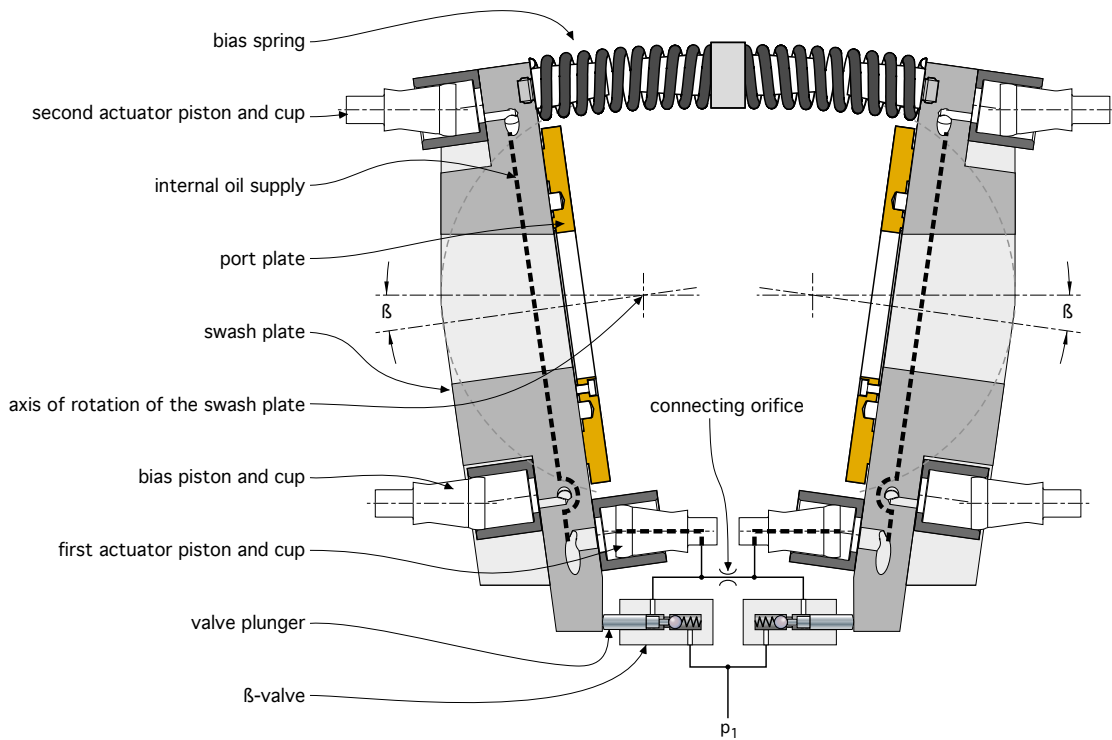 bias spring
second actuator piston and cup
internal oil supply
port plate
ß
ß
swash plate
axis of rotation of the swash plate
connecting orifice
bias piston and cup
first actuator piston and cup
valve plunger
ß-valve
p1